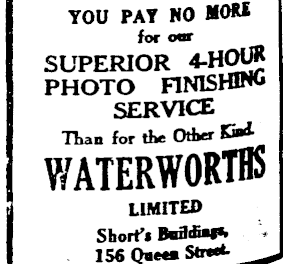 YOU PAY NO MORE
for our
SUPERIOR 4-HOUR
PHOTO FINISHING
SERVICE
Than for the Other Kind.
WATERWORTHS
LIMITED
Short's Buildings,
156 Queen Street.